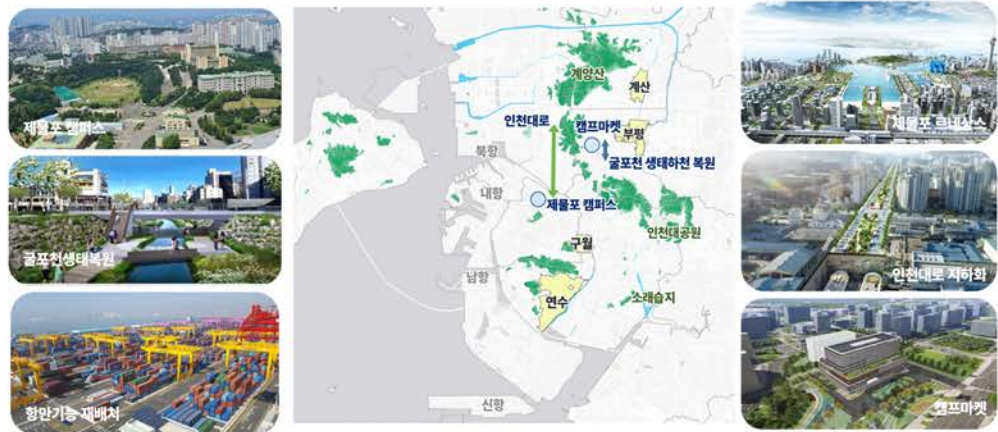 제물포 캠퍼스
굴포천생태복원
항만기능 재배치
계양산
계산
인천대로
캠프마켓
부평
굴포천 생태하천 복원
북항
내항
제물포 캠퍼스
인천대공원
구월
남항
연수
소래습지
신항
제물포 르네상스
인천대로 지하화
캠프마켓